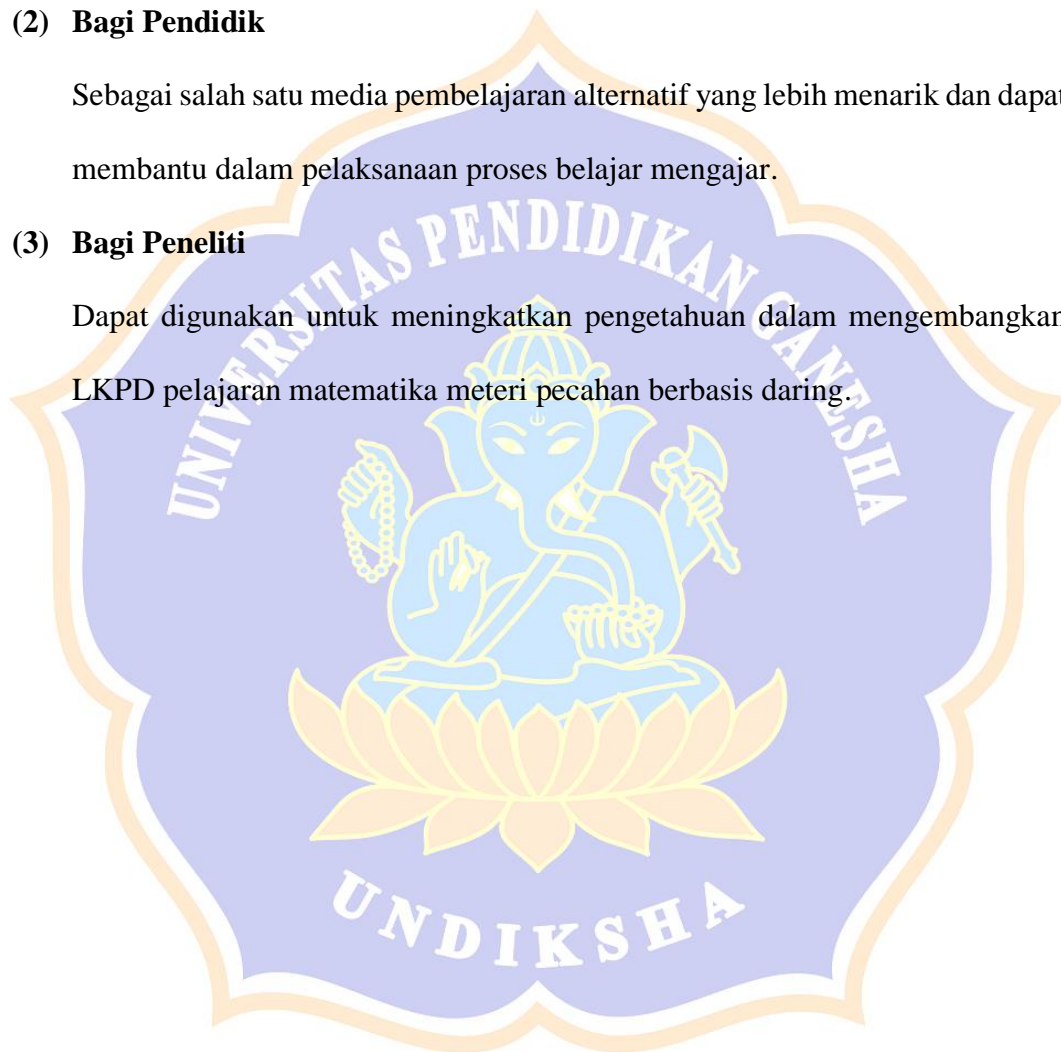 (2) Bagi Pendidik
Sebagai salah satu media pembelajaran alternatif yang lebih menarik dan dapat
membantu dalam pelaksanaan proses belajar mengajar.
(3) Bagi Peneliti
Dapat digunakan untuk meningkatkan pengetahuan dalam mengembangkan
LKPD pelajaran matematika meteri pecahan berbasis daring.
UNIVERSITAS PENDIDIKAN GANESHA
UNDIKSHA